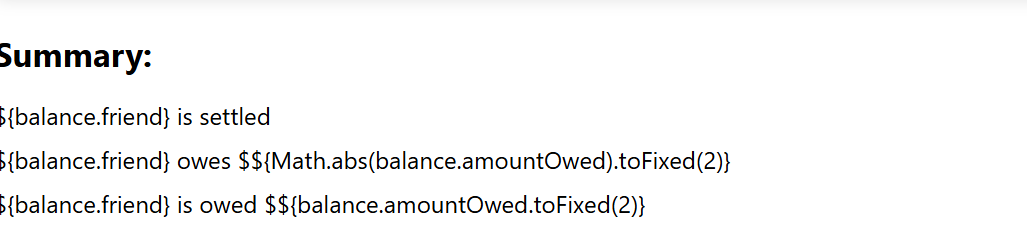 Summary:
${balance.friend} is settled
${balance.friend} owes $${Math.abs(balance.amountOwed).toFixed(2)}
${balance.friend} is owed $${balance.amountOwed.toFixed(2)}